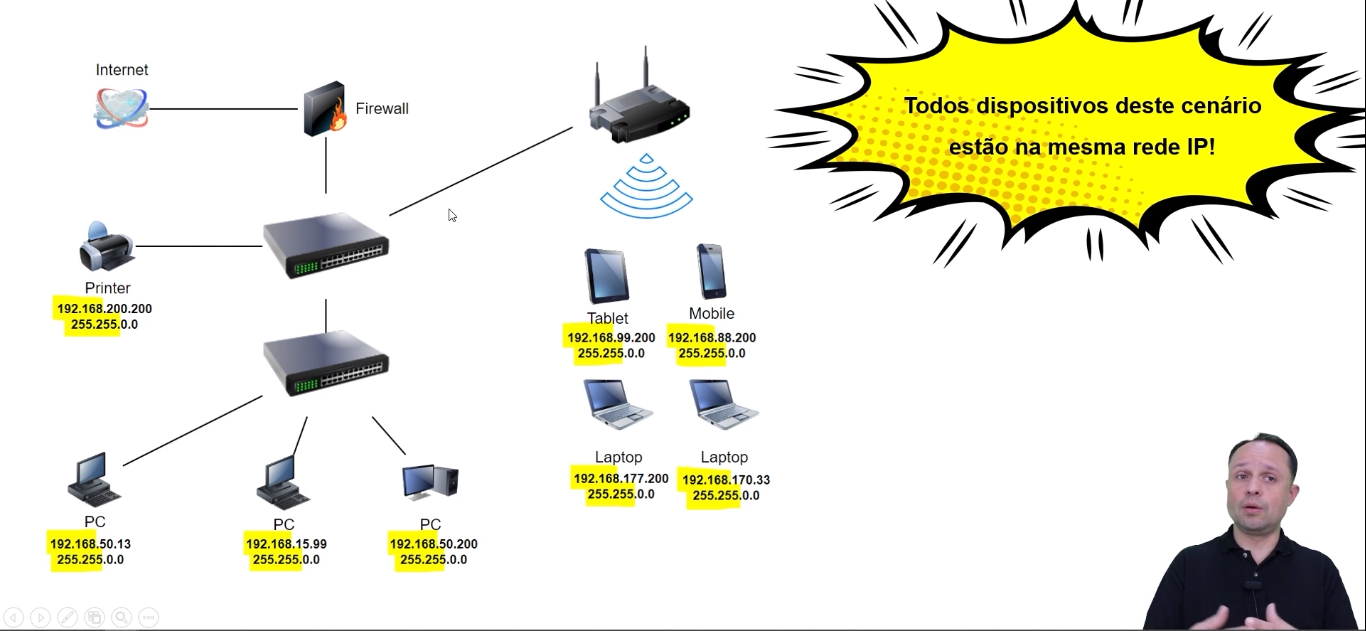 Internet
Firewall
Todos dispositivos deste cenário
estão na mesma rede IP!
Printer
192.168.200.200
255.255.0.0
Tablet
192.168.99.200
255.255.0.0
Mobile
192.168.88.200
255.255.0.0
Laptop
192.168.177.200
255.255.0.0
Laptop
192.168.170.33
255.255.0.0
PC
192.168.50.13
255.255.0.0
PC
192.168.15.99
255.255.0.0
PC
192.168.50.200
255.255.0.0